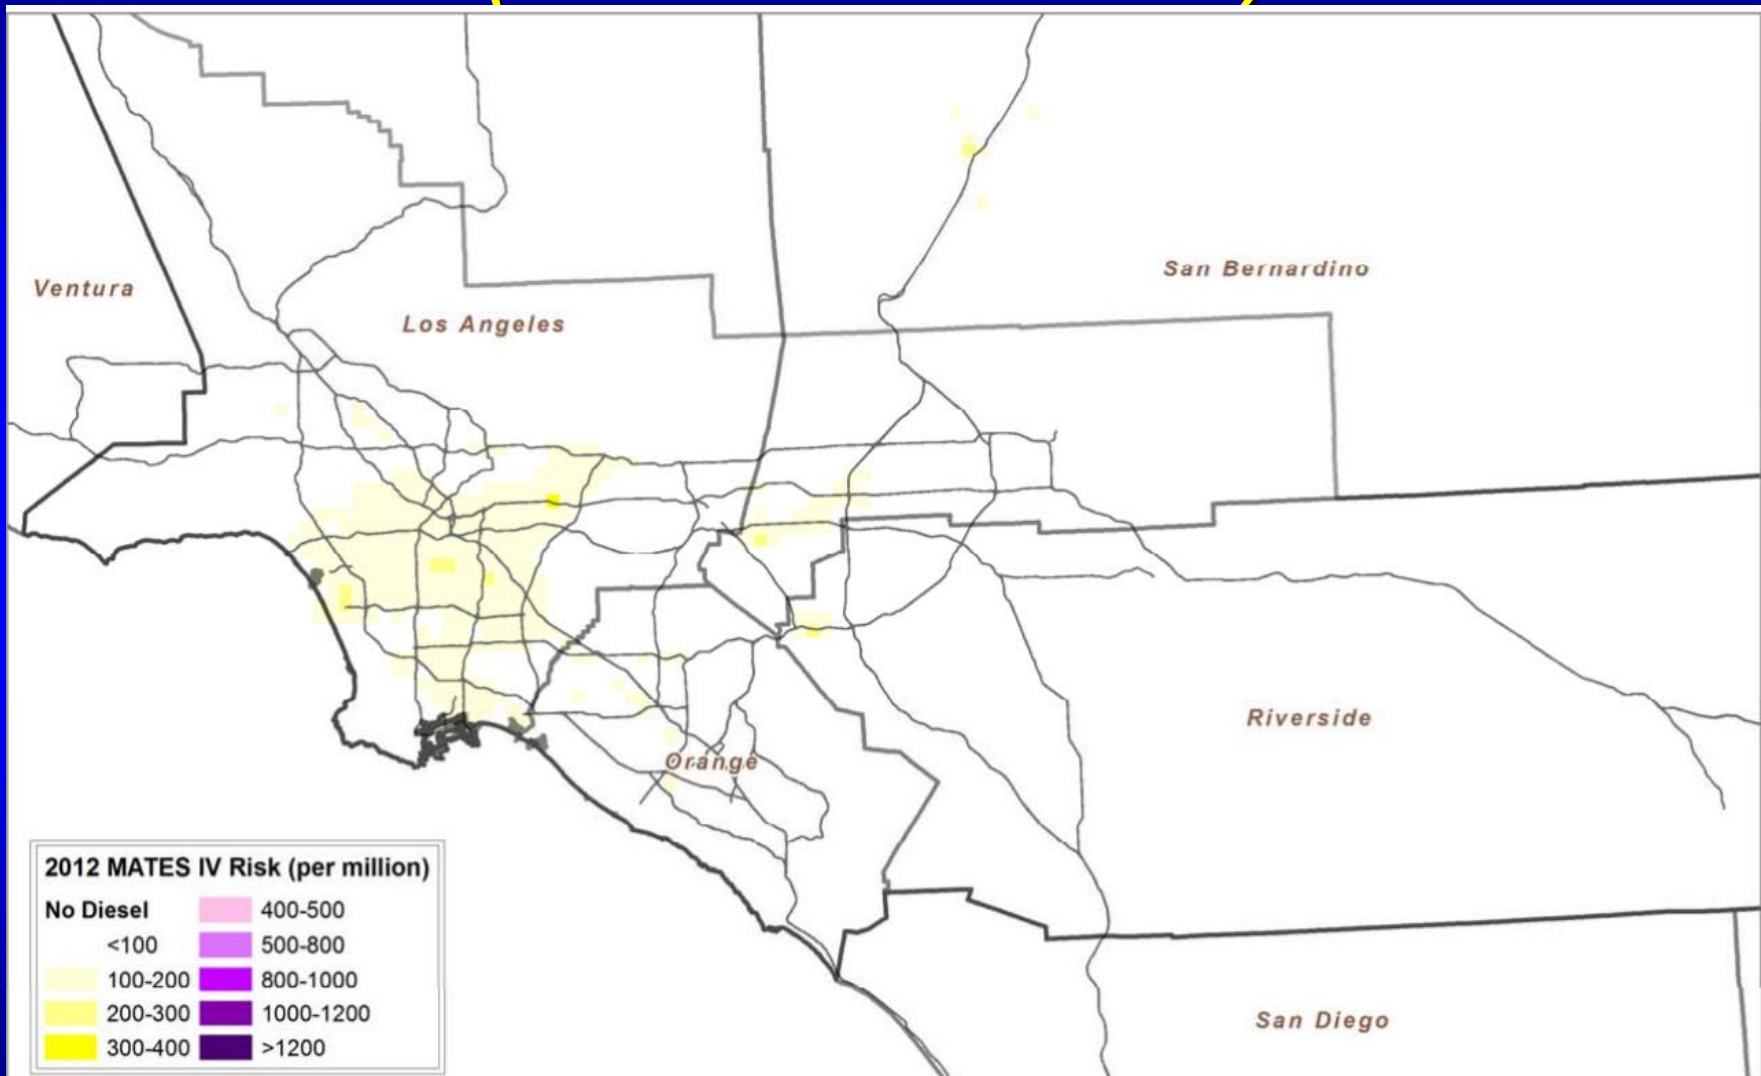 San Bernardino
Ventura
Los Angeles
Riverside
Orange
2012 MATES IV Risk (per million)
No Diesel
400-500
<100
500-800
100-200
800-1000
200-300
1000-1200
300-400
>1200
San Diego